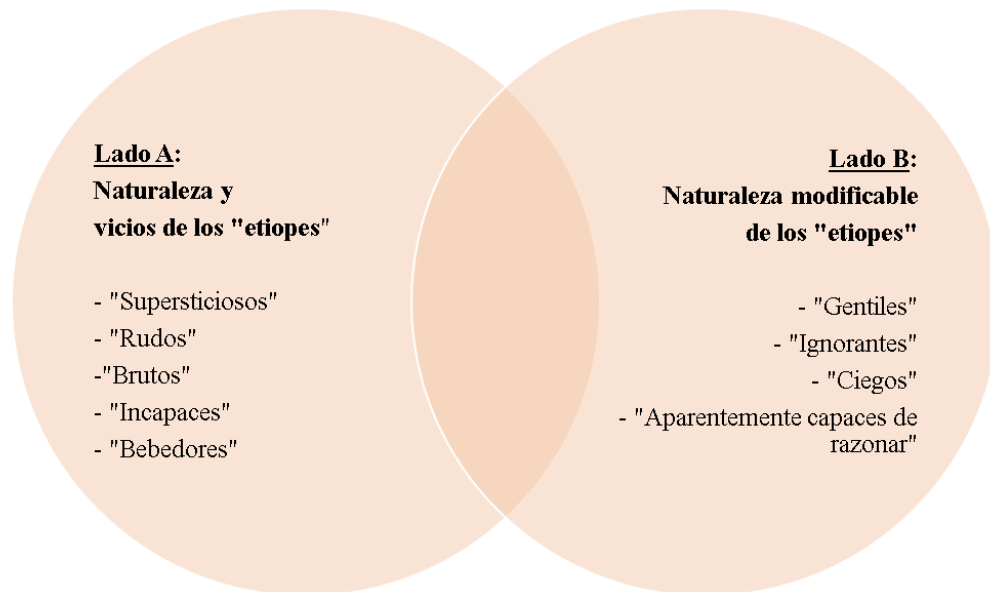 Lado A:
Naturaleza y
vicios de los "etiopes"
- "Supersticiosos"
- "Rudos"
-"Brutos"
- "Incapaces"
- "Bebedores"
Lado B:
Naturaleza modificable
de los "etiopes"
- "Gentiles"
- "Ignorantes"
- "Ciegos"
- "Aparentemente capaces de
razonar"